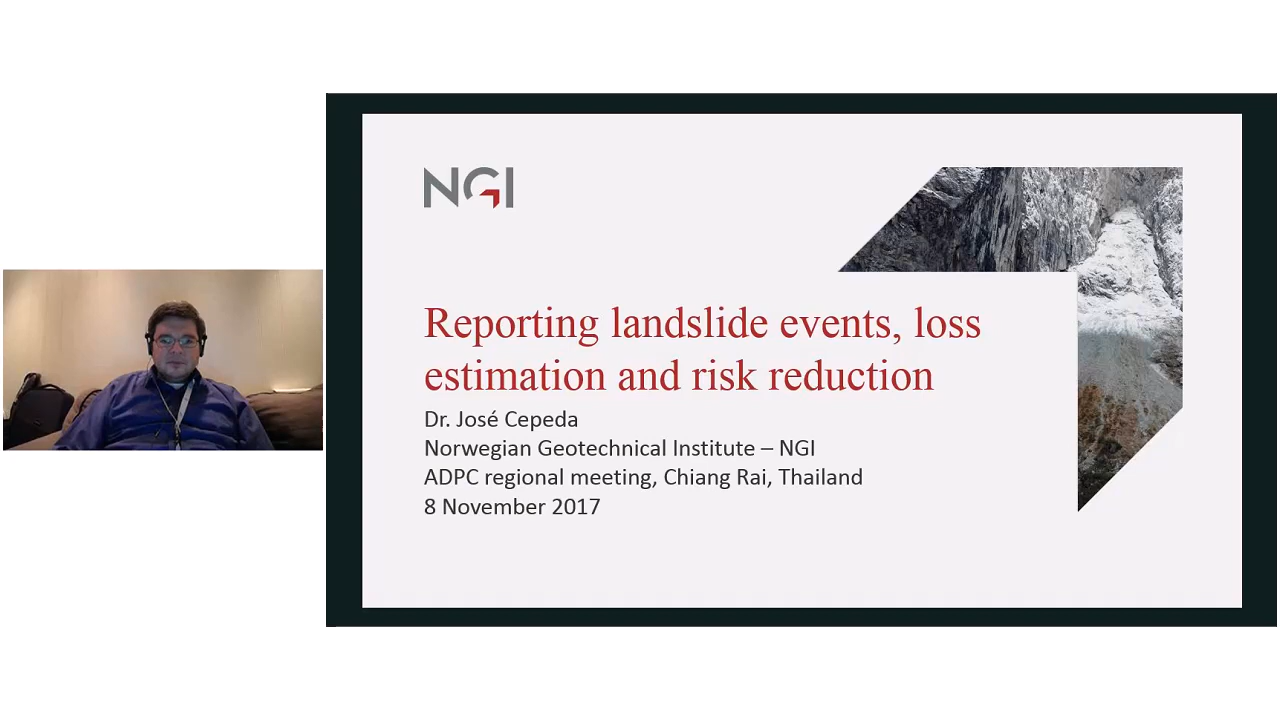 NGI
Reporting landslide events, loss
estimation and risk reduction
Dr. José Cepeda
Norwegian Geotechnical Institute – NGI
ADPC regional meeting, Chiang Rai, Thailand
8 November 2017